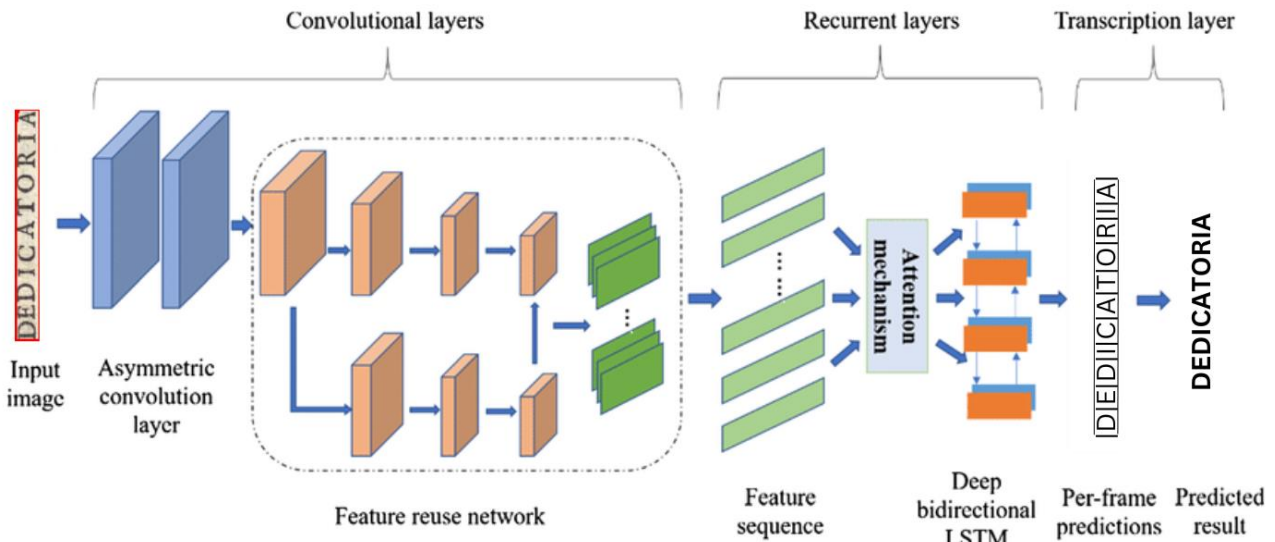 Convolutional layers
Recurrent layers
Transcription layer
DEDICATORIA
Input
image
Asymmetric
convolution
layer
Feature reuse network
Attention
mechanism
Feature
sequence
Deep
bidirectional
LSTM
D|E|D|I|C|A|T|O|R|I|A
Per-frame
predictions
DEDICATORIA
Predicted
result